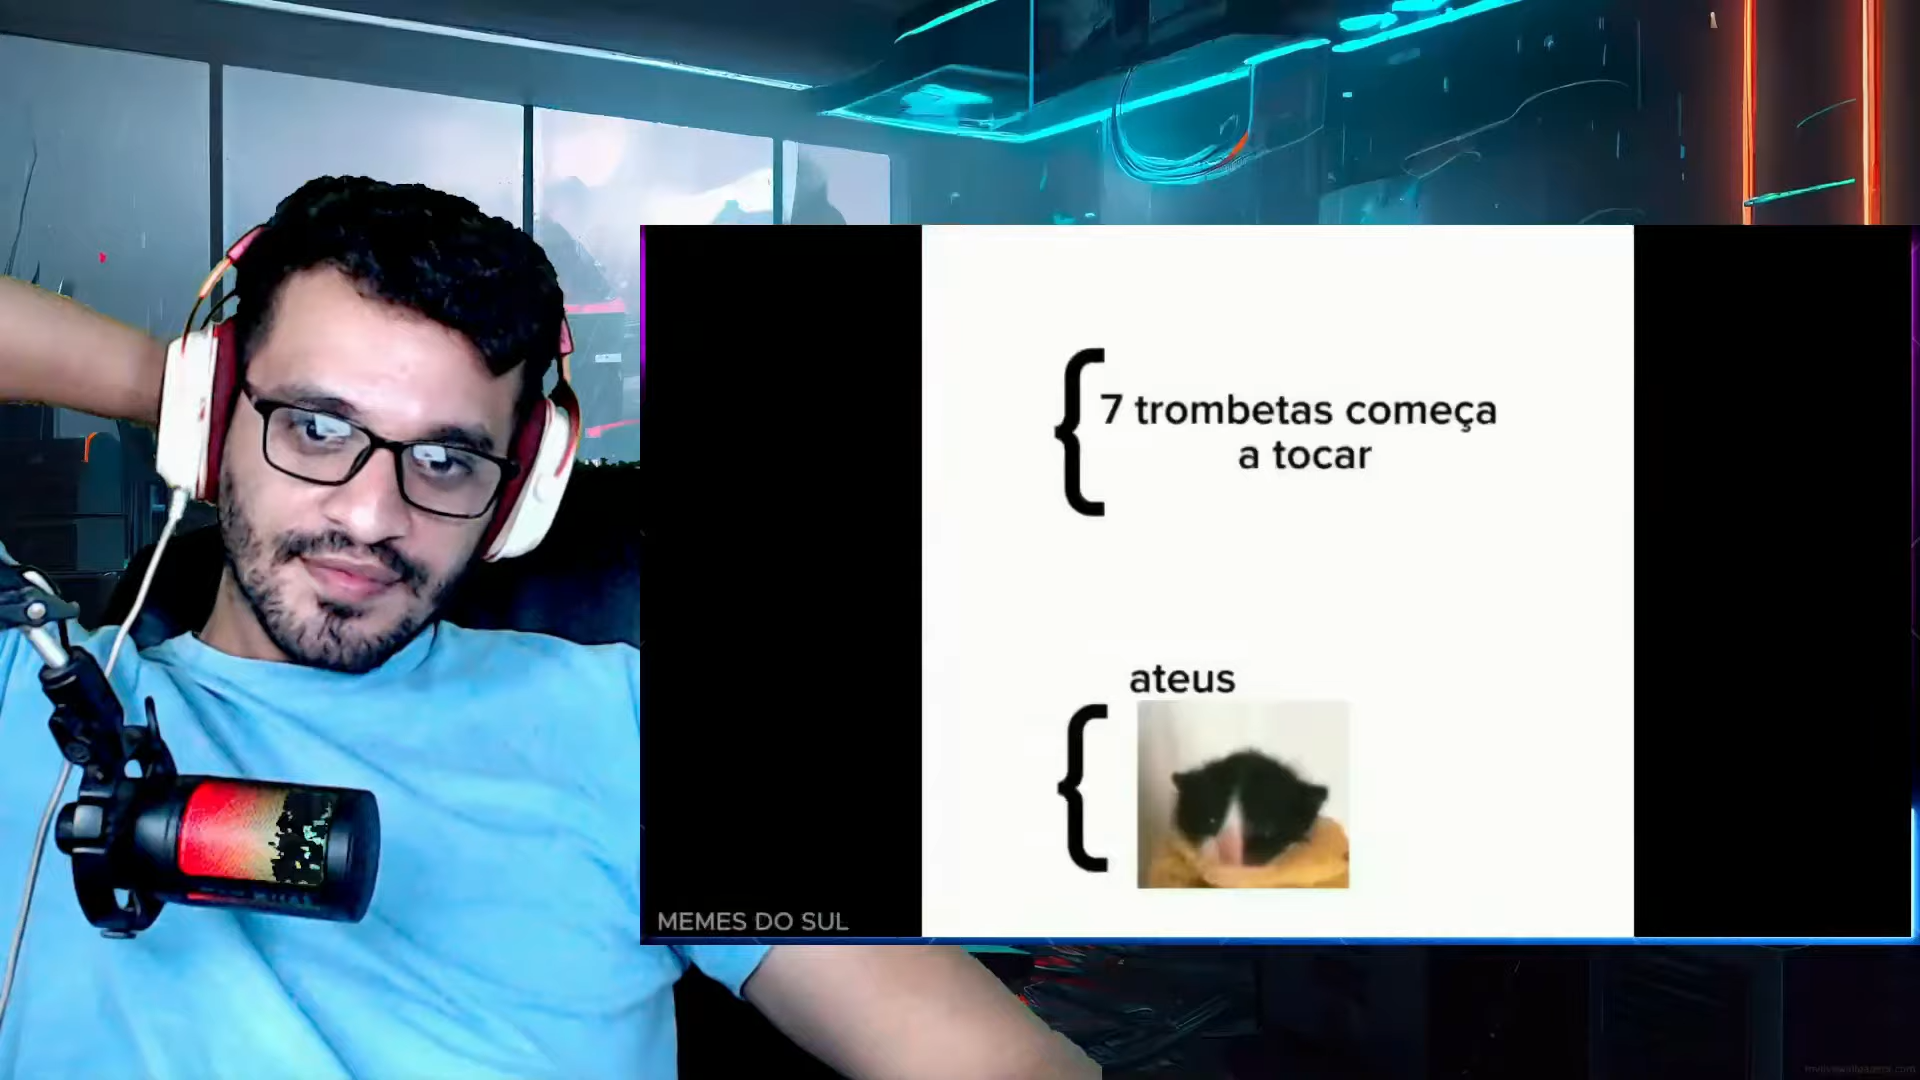 7 trombetas começa
a tocar
ateus
MEMES DO SUL